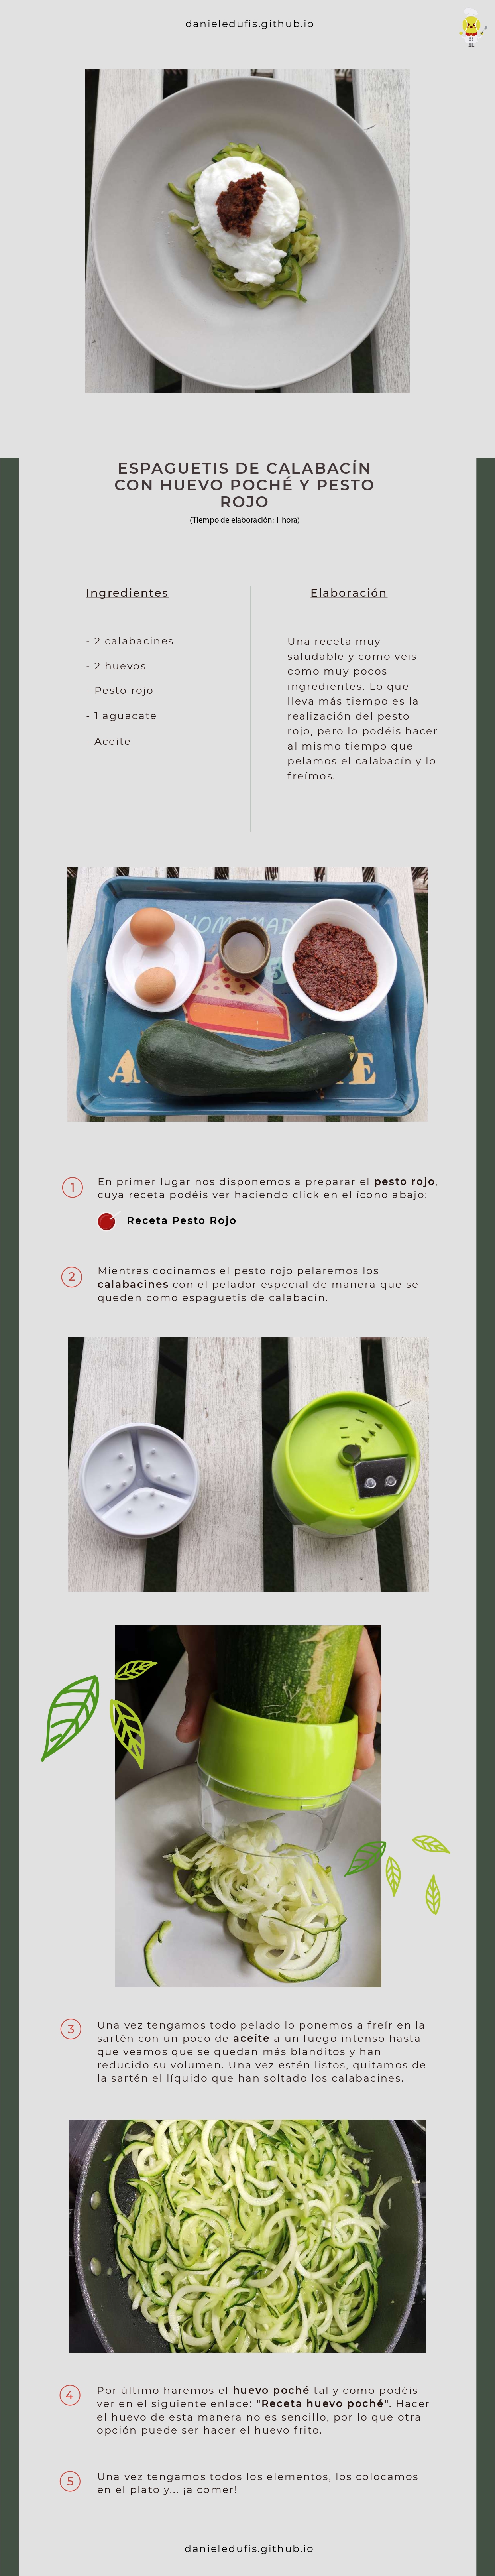 danieledufis.github.io
ESPAGUETIS DE CALABACÍN
CON HUEVO POCHÉ Y PESTO
ROJO
(Tiempo de elaboración: 1 hora)
Ingredientes
- 2 calabacines
- 2 huevos
- Pesto rojo
- 1 aguacate
- Aceite
Elaboración
Una receta muy
saludable y como veis
como muy pocos
ingredientes. Lo que
lleva más tiempo es la
realización del pesto
rojo, pero lo podéis hacer
al mismo tiempo que
pelamos el calabacín y lo
freímos.
HOMEMAD
1
En primer lugar nos disponemos a preparar el pesto rojo,
cuya receta podéis ver haciendo click en el ícono abajo:
Receta Pesto Rojo
2
Mientras cocinamos el pesto rojo pelaremos los
calabacines con el pelador especial de manera que se
queden como espaguetis de calabacín.
3
Una vez tengamos todo pelado lo ponemos a freír en la
sartén con un poco de aceite a un fuego intenso hasta
que veamos que se quedan más blanditos y han
reducido su volumen. Una vez estén listos, quitamos de
la sartén el líquido que han soltado los calabacines.
4
Por último haremos el huevo poché tal y como podéis
ver en el siguiente enlace: "Receta huevo poché". Hacer
el huevo de esta manera no es sencillo, por lo que otra
opción puede ser hacer el huevo frito.
5
Una vez tengamos todos los elementos, los colocamos
en el plato y... ¡a comer!
danieledufis.github.io